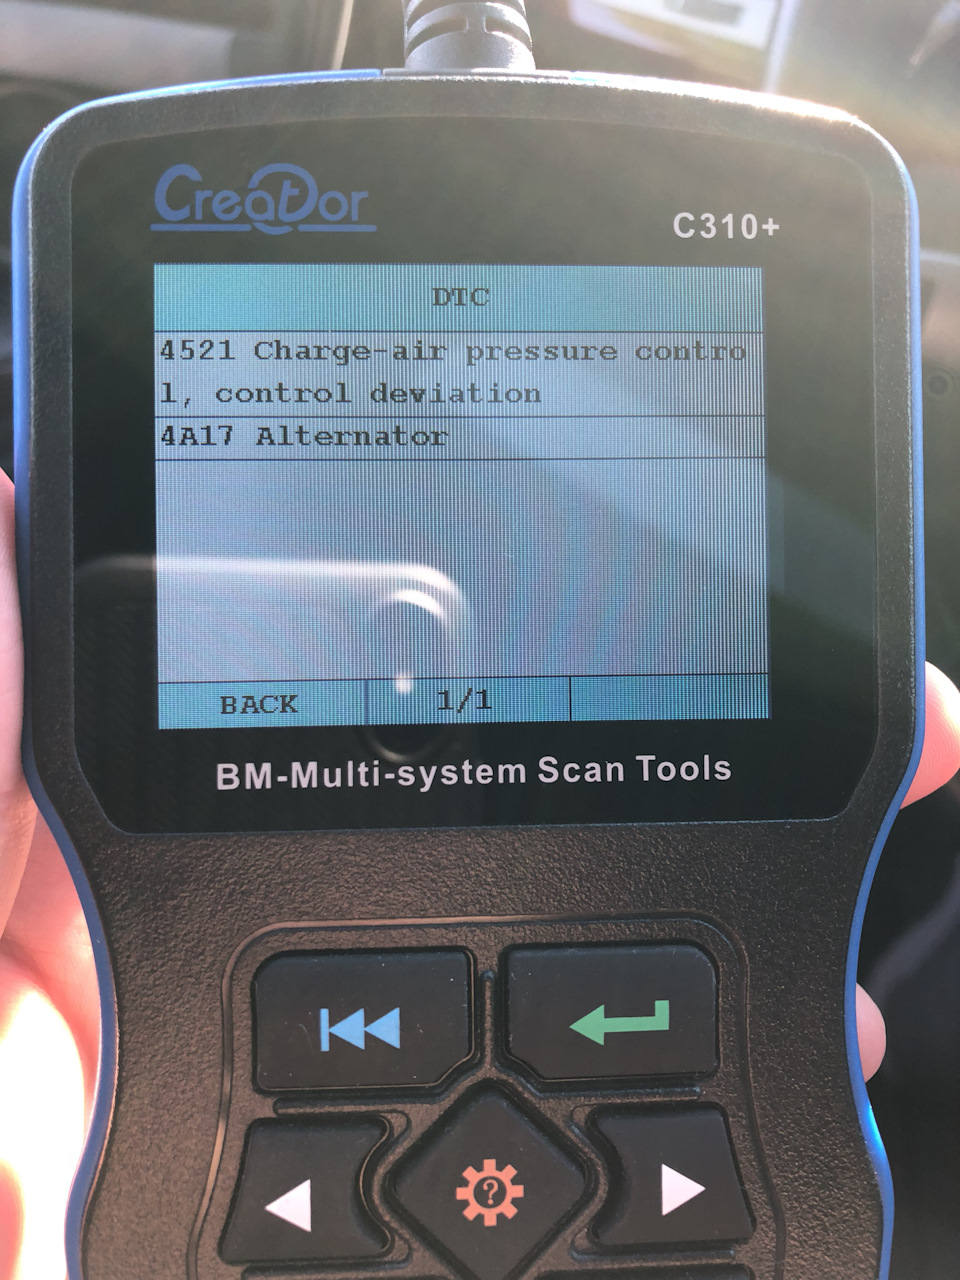 Creator
C310+
DTC
4521 Charge-air pressure contro
l, control deviation
4A17 Alternator
BACK 1/1
BM-Multi-system Scan Tools
?